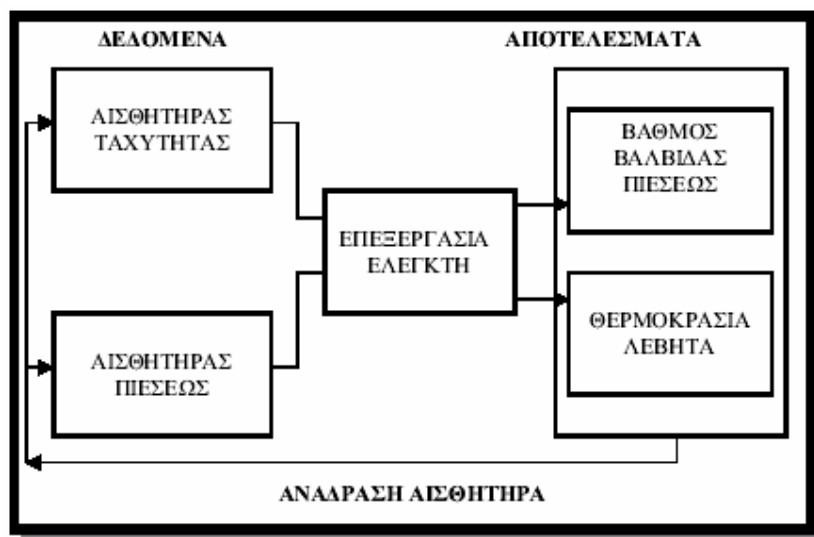 ΔΕΔΟΜΕΝΑ
ΑΠΟΤΕΛΕΣΜΑΤΑ
ΑΙΣΘΗΤΗΡΑΣ
ΤΑΧΥΤΗΤΑΣ
ΒΑΘΜΟΣ
ΒΑΛΒΙΔΑΣ
ΠΙΕΣΕΩΣ
ΕΠΕΞΕΡΓΑΣΙΑ
ΕΛΕΓΚΤΗ
ΑΙΣΘΗΤΗΡΑΣ
ΠΙΕΣΕΩΣ
ΘΕΡΜΟΚΡΑΣΙΑ
ΛΕΒΗΤΑ
ΑΝΑΔΡΑΣΗ ΑΙΣΘΗΤΗΡΑ